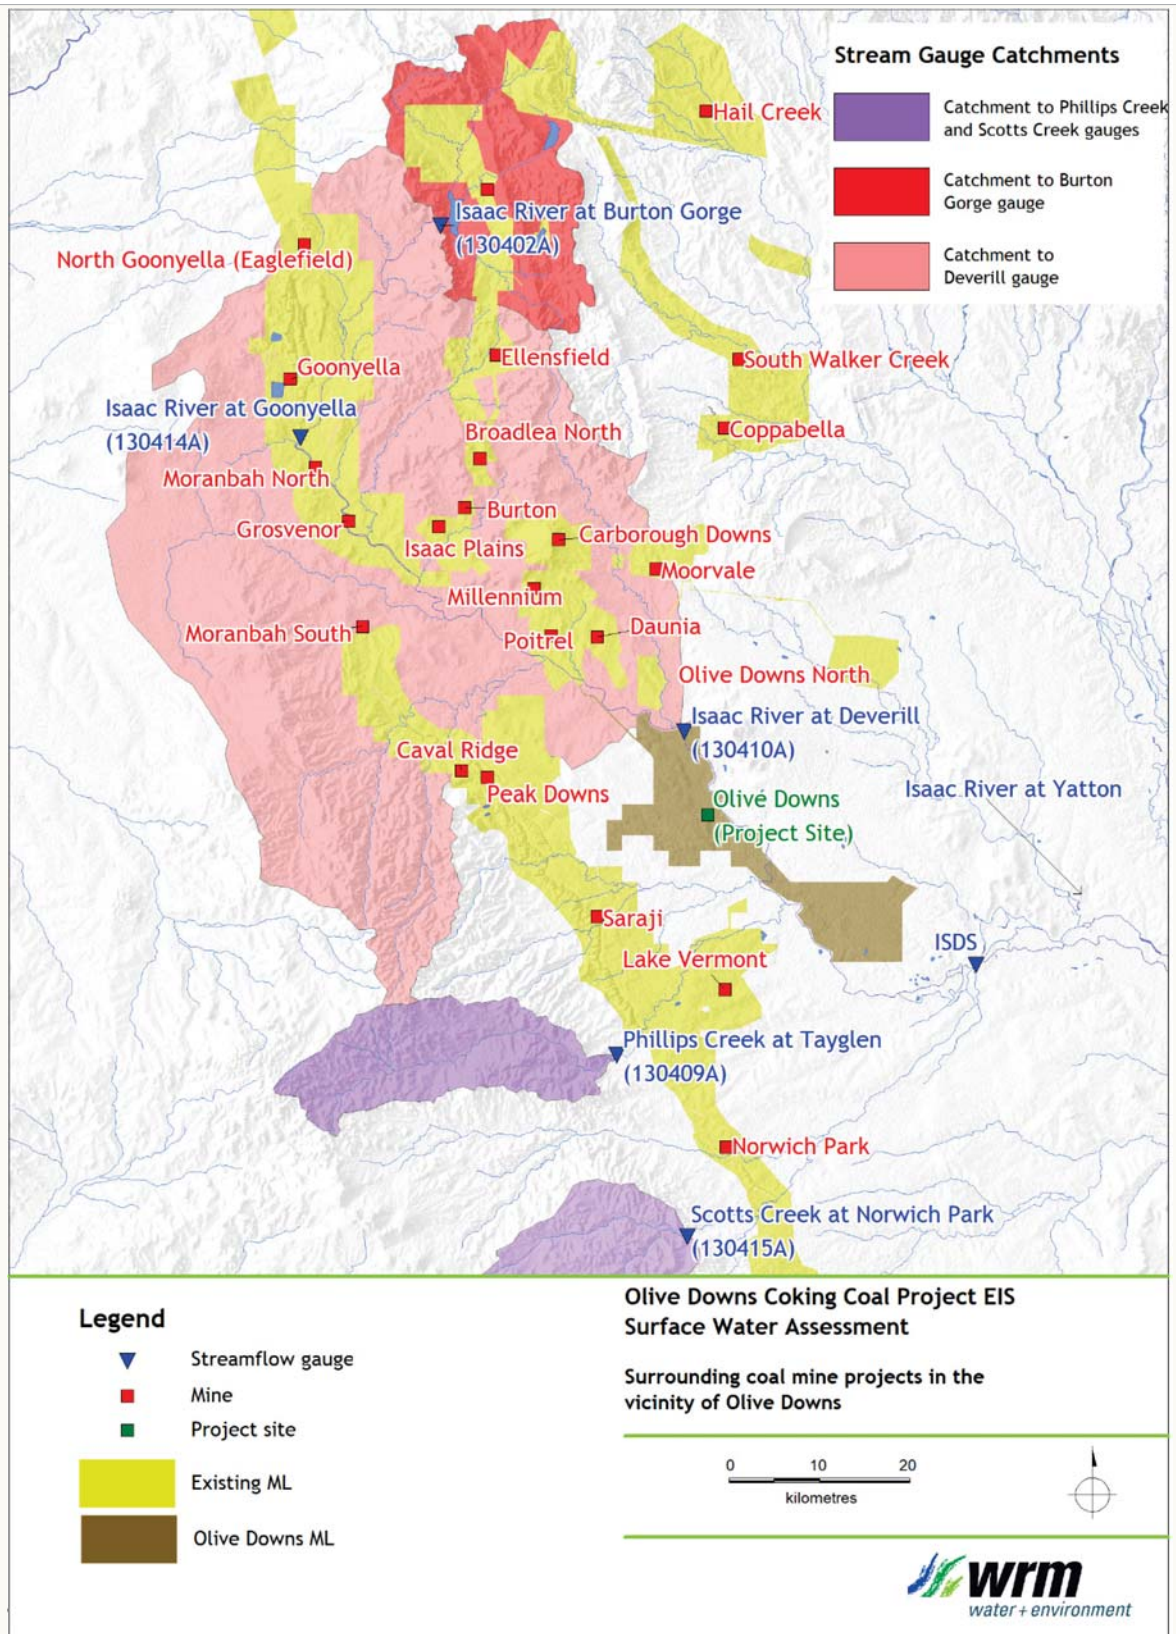 Stream Gauge Catchments
Catchment to Phillips Creek
and Scotts Creek gauges
Catchment to Burton
Gorge gauge
Catchment to
Deverill gauge
Hail Creek
Isaac River at Burton Gorge
(130402A)
North Goonyella (Eaglefield)
Ellensfield
South Walker Creek
Goonyella
Isaac River at Goonyella
(130414A)
Coppabella
Broadlea North
Moranbah North
Burton
Grosvenor
Isaac Plains
Carborough Downs
Moorvale
Millennium
Moranbah South
Poitrel
Daunia
Olive Downs North
Isaac River at Deverill
(130410A)
Caval Ridge
Peak Downs
Isaac River at Yatton
Olive Downs
(Project Site)
Saraji
ISDS
Lake Vermont
Phillips Creek at Tayglen
(130409A)
Norwich Park
Scotts Creek at Norwich Park
(130415A)
Legend
Streamflow gauge
Mine
Project site
Existing ML
Olive Downs ML
Olive Downs Coking Coal Project EIS
Surface Water Assessment
Surrounding coal mine projects in the
vicinity of Olive Downs
0 10 20
kilometres
wrm
water + environment